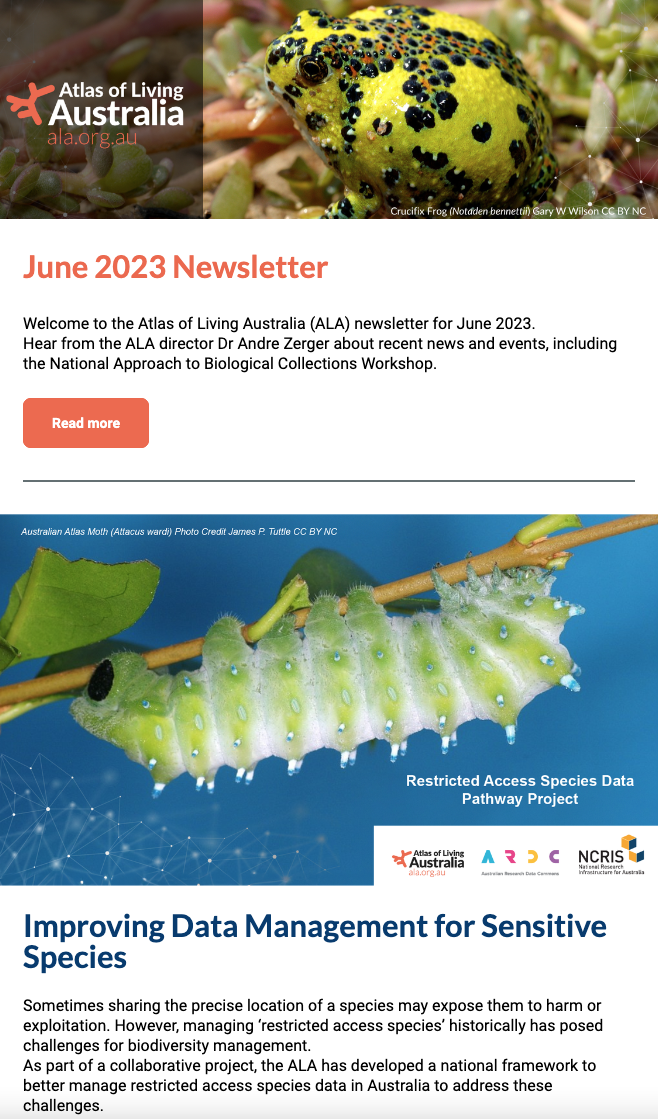 Atlas of Living
Australia
ala.org.au
Crucifix Frog (Notaden bennettii) Gary W Wilson CC BY NC
June 2023 Newsletter
Welcome to the Atlas of Living Australia (ALA) newsletter for June 2023.
Hear from the ALA director Dr Andre Zerger about recent news and events, including
the National Approach to Biological Collections Workshop.
Read more
Australian Atlas Moth (Attacus wardi) Photo Credit James P. Tuttle CC BY NC
Restricted Access Species Data
Pathway Project
Atlas of Living
Australia
ala.org.au
ARDC
Australian Research Data Commons
NCRIS
National Research
Infrastructure for Australia
Improving Data Management for Sensitive
Species
Sometimes sharing the precise location of a species may expose them to harm or
exploitation. However, managing ‘restricted access species’ historically has posed
challenges for biodiversity management.
As part of a collaborative project, the ALA has developed a national framework to
better manage restricted access species data in Australia to address these
challenges.